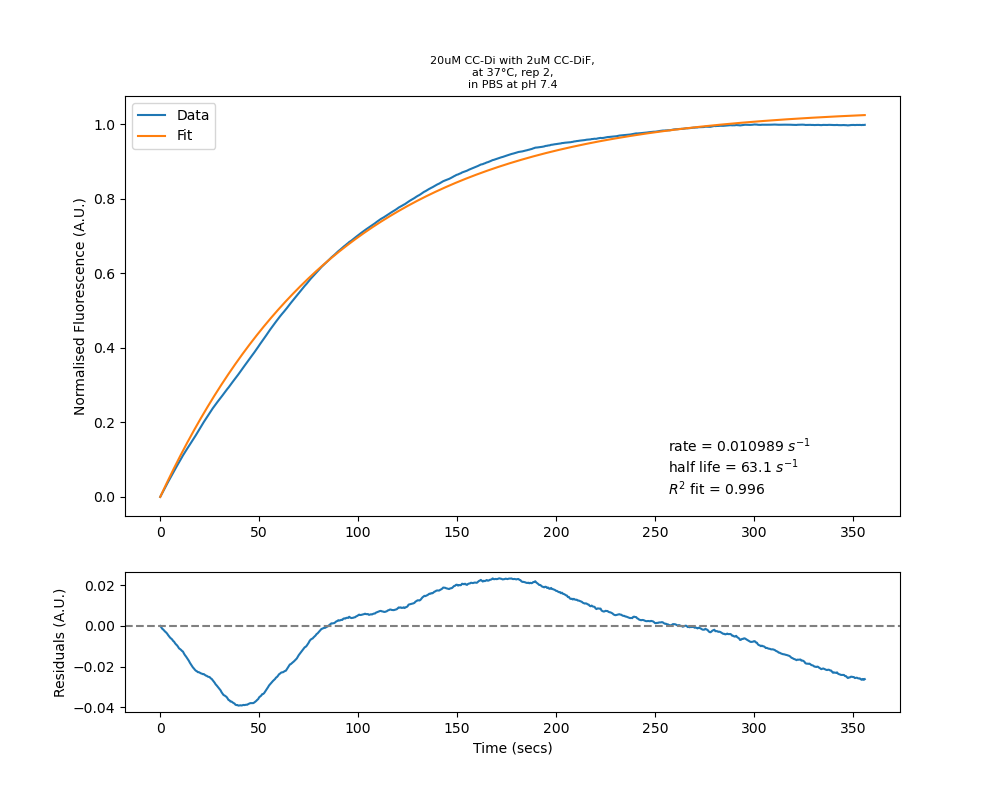 20uM CC-Di with 2uM CC-DiF,
at 37°C, rep 2,
in PBS at pH 7.4
Normalised Fluorescence (A.U.)
1.0
0.8
0.6
0.4
0.2
0.0
Data
Fit
rate = 0.010989 s⁻¹
half life = 63.1 s⁻¹
R² fit = 0.996
0 50 100 150 200 250 300 350
Residuals (A.U.)
0.02
0.00
−0.02
−0.04
0 50 100 150 200 250 300 350
Time (secs)